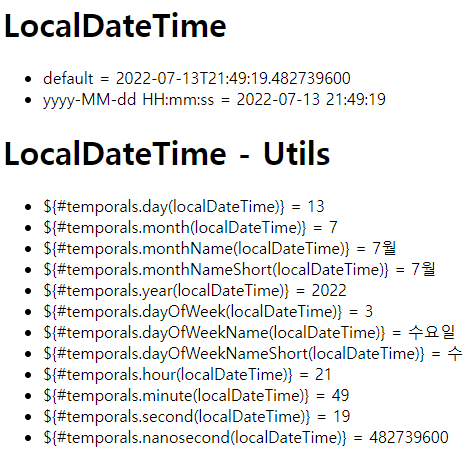 LocalDateTime
• default = 2022-07-13T21:49:19.482739600
• yyyy-MM-dd HH:mm:ss = 2022-07-13 21:49:19
LocalDateTime - Utils
• ${#temporals.day(localDateTime)} = 13
• ${#temporals.month(localDateTime)} = 7
• ${#temporals.monthName(localDateTime)} = 7월
• ${#temporals.monthNameShort(localDateTime)} = 7월
• ${#temporals.year(localDateTime)} = 2022
• ${#temporals.dayOfWeek(localDateTime)} = 3
• ${#temporals.dayOfWeekName(localDateTime)} = 수요일
• ${#temporals.dayOfWeekNameShort(localDateTime)} = 수
• ${#temporals.hour(localDateTime)} = 21
• ${#temporals.minute(localDateTime)} = 49
• ${#temporals.second(localDateTime)} = 19
• ${#temporals.nanosecond(localDateTime)} = 482739600